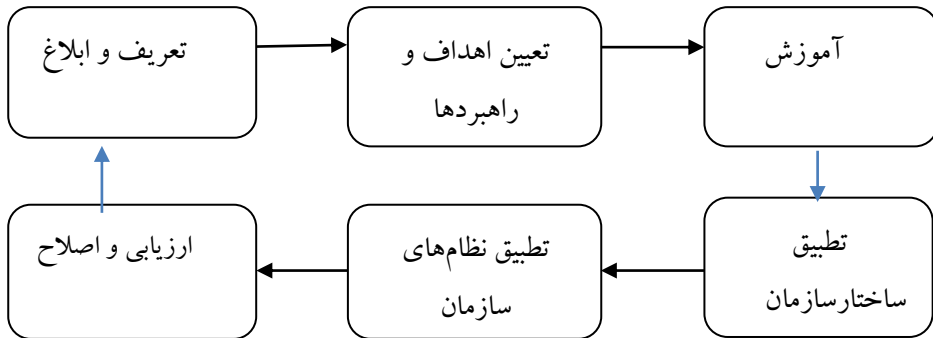 تعریف و ابلاغ
تعیین اهداف و
راهبردها
آموزش
تطبیق
ساختارسازمان
تطبیق نظام‌های
سازمان
ارزیابی و اصلاح